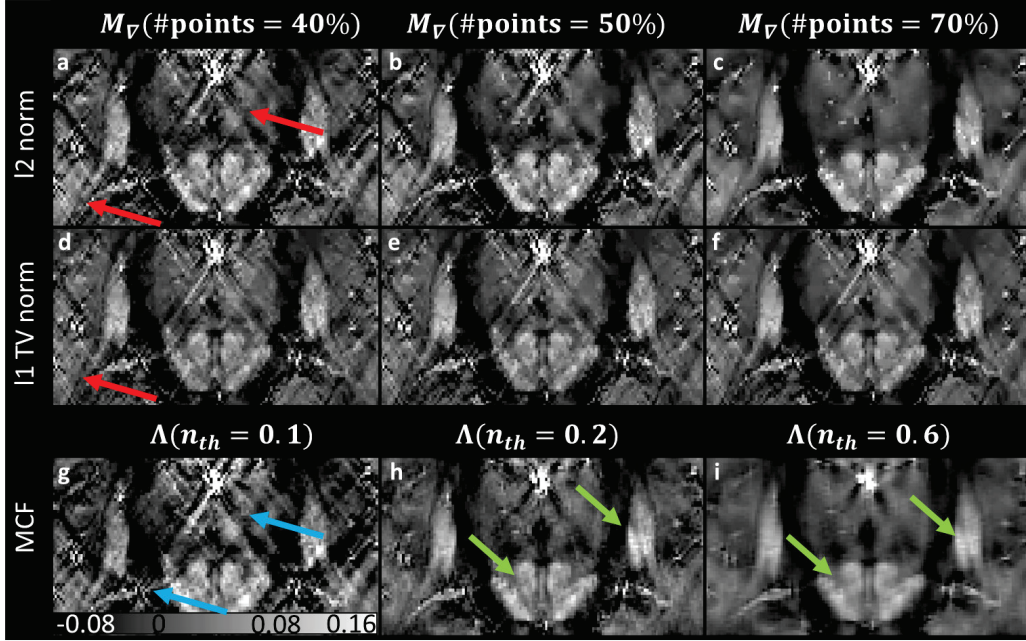 M∇(#points = 40%) M∇(#points = 50%) M∇(#points = 70%)
a b c
l2 norm
d e f
l1 TV norm
Λ(nth = 0.1) Λ(nth = 0.2) Λ(nth = 0.6)
g h i
MCF
-0.08 0 0.08 0.16